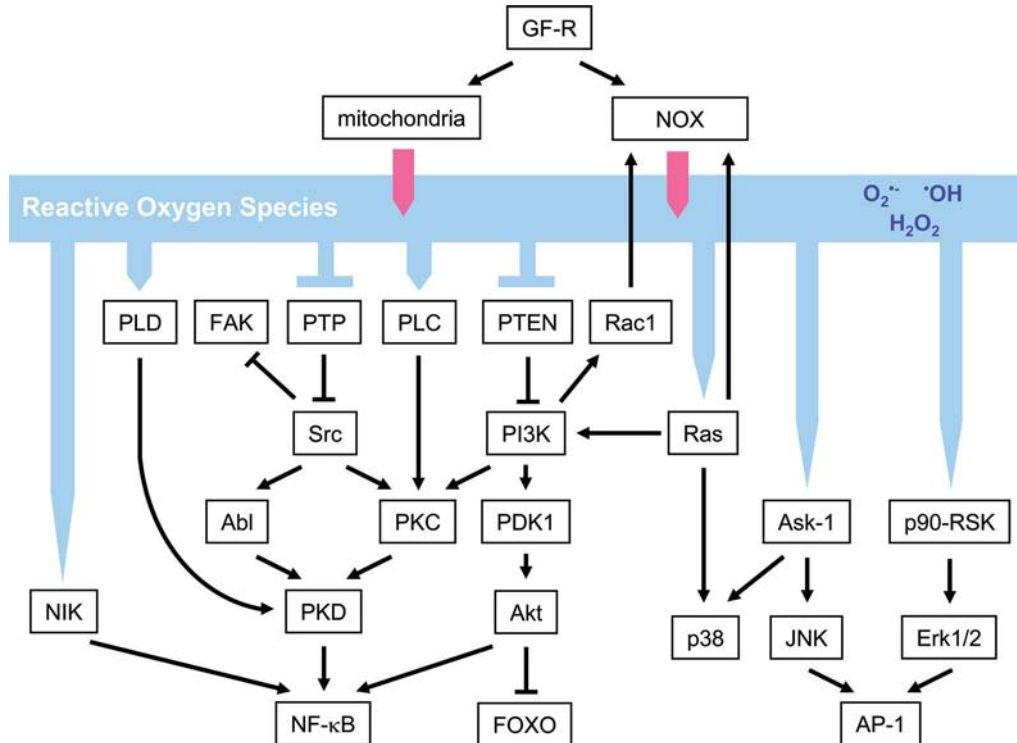 GF-R
mitochondria
NOX
Reactive Oxygen Species
O₂•- •OH
H₂O₂
PLD
FAK
PTP
PLC
PTEN
Rac1
Src
PI3K
Ras
Abl
PKC
PDK1
Ask-1
p90-RSK
NIK
PKD
Akt
p38
JNK
Erk1/2
NF-κB
FOXO
AP-1